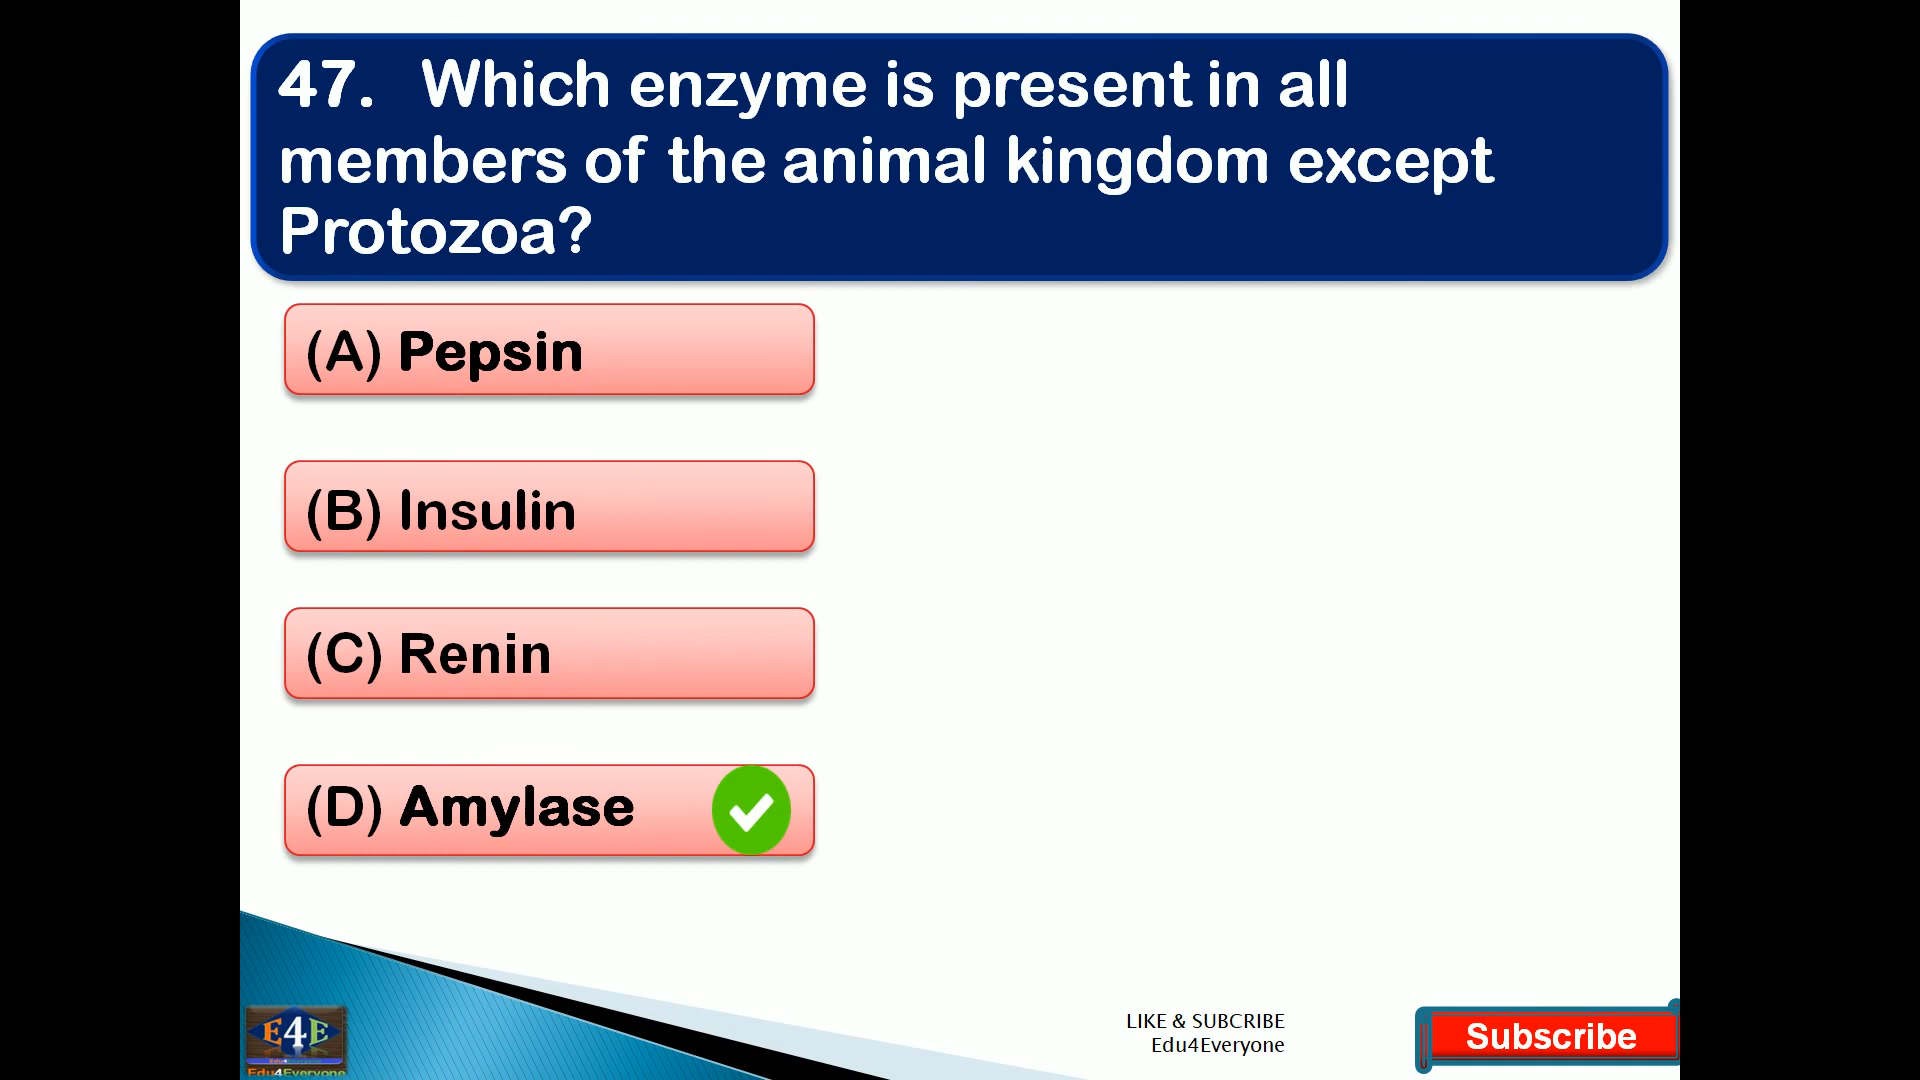 47. Which enzyme is present in all
members of the animal kingdom except
Protozoa?
(A) Pepsin
(B) Insulin
(C) Renin
(D) Amylase
E4E
Edu4Everyone
LIKE & SUBCRIBE
Edu4Everyone
Subscribe